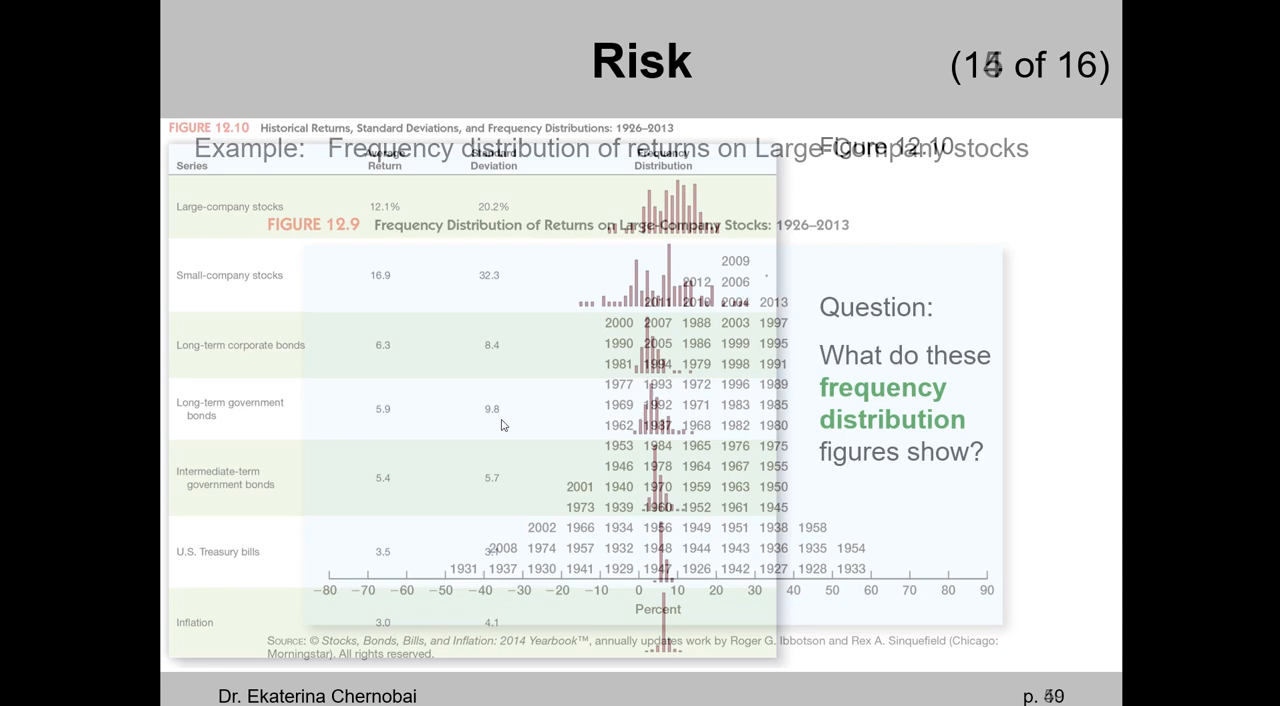 Risk
of 16)
FIGURE 12.10 Historical Returns, Standard Deviations, and Frequency Distributions: 1926–2013
Series Average Return Standard Deviation Frequency Distribution
Large-company stocks 12.1% 20.2%
Small-company stocks 16.9 32.3
Long-term corporate bonds 6.3 8.4
Long-term government
bonds 5.9 9.8
Intermediate-term
government bonds 5.4 5.7
U.S. Treasury bills 3.5 3.1
Inflation 3.0 4.1
Figure 12.10
Question:
What do these
frequency
distribution
figures show?
Example: Frequency distribution of returns on Large-Company stocks
FIGURE 12.9 Frequency Distribution of Returns on Large-Company Stocks: 1926–2013
2009
2012 2006
2011 2010 2004 2013
2000 2007 1988 2003 1997
1990 2005 1986 1999 1995
1981 1994 1979 1998 1991
1977 1993 1972 1996 1989
1969 1992 1971 1983 1985
1962 1987 1968 1982 1980
1953 1984 1965 1976 1975
1946 1978 1964 1967 1955
2001 1940 1970 1959 1963 1950
1973 1939 1960 1952 1961 1945
2002 1966 1934 1956 1949 1951 1938 1958
2008 1974 1957 1932 1948 1944 1943 1936 1935 1954
1931 1937 1930 1941 1929 1947 1926 1942 1927 1928 1933
−80 −70 −60 −50 −40 −30 −20 −10 0 10 20 30 40 50 60 70 80 90
Percent
SOURCE: © Stocks, Bonds, Bills, and Inflation: 2014 Yearbook™, annually updates work by Roger G. Ibbotson and Rex A. Sinquefield (Chicago:
Morningstar). All rights reserved.
Dr. Ekaterina Chernobai
p.